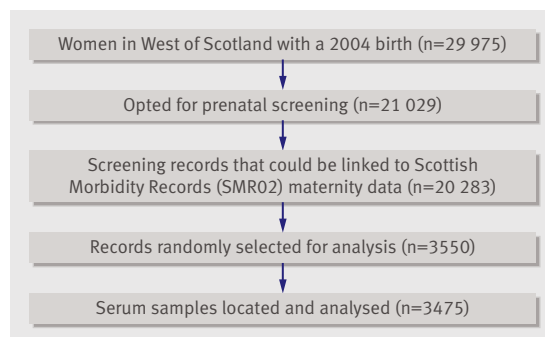 Women in West of Scotland with a 2004 birth (n=29 975)
Opted for prenatal screening (n=21 029)
Screening records that could be linked to Scottish
Morbidity Records (SMR02) maternity data (n=20 283)
Records randomly selected for analysis (n=3550)
Serum samples located and analysed (n=3475)